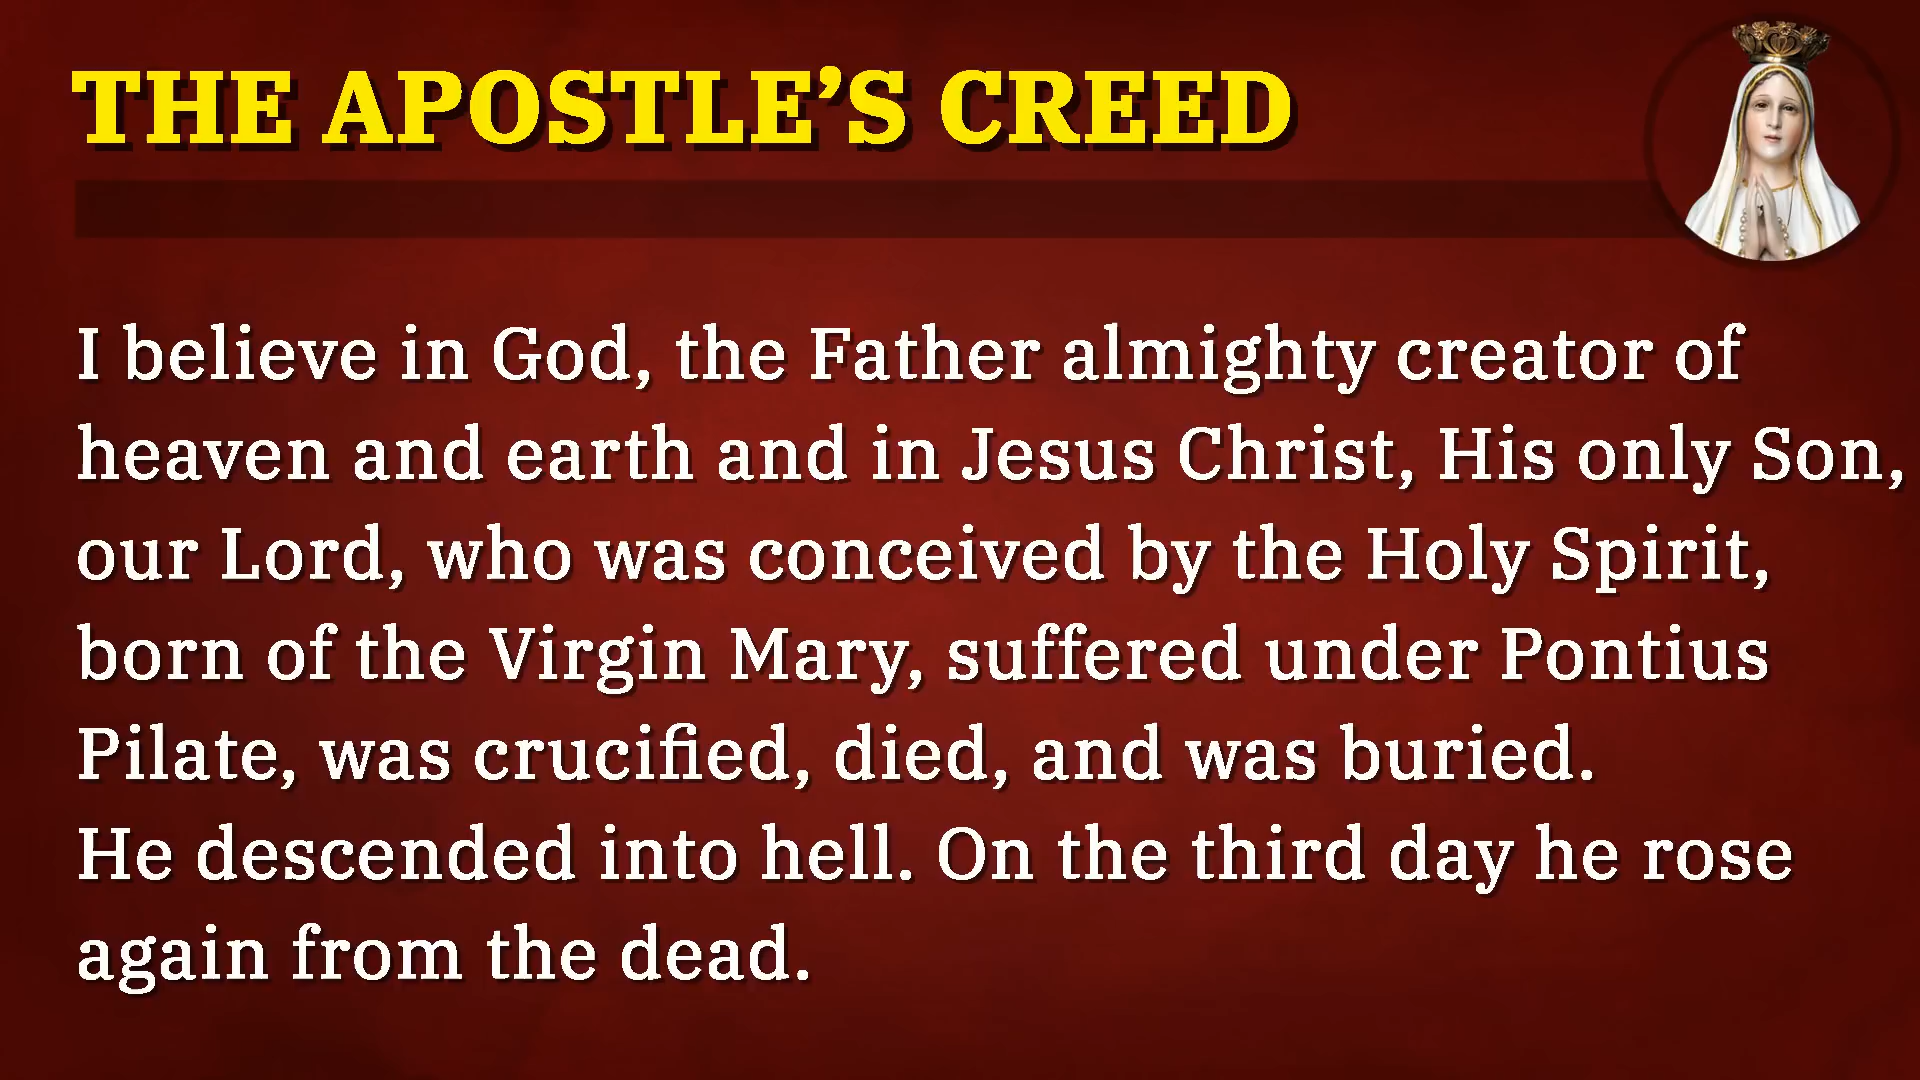 THE APOSTLE’S CREED
I believe in God, the Father almighty creator of
heaven and earth and in Jesus Christ, His only Son,
our Lord, who was conceived by the Holy Spirit,
born of the Virgin Mary, suffered under Pontius
Pilate, was crucified, died, and was buried.
He descended into hell. On the third day he rose
again from the dead.